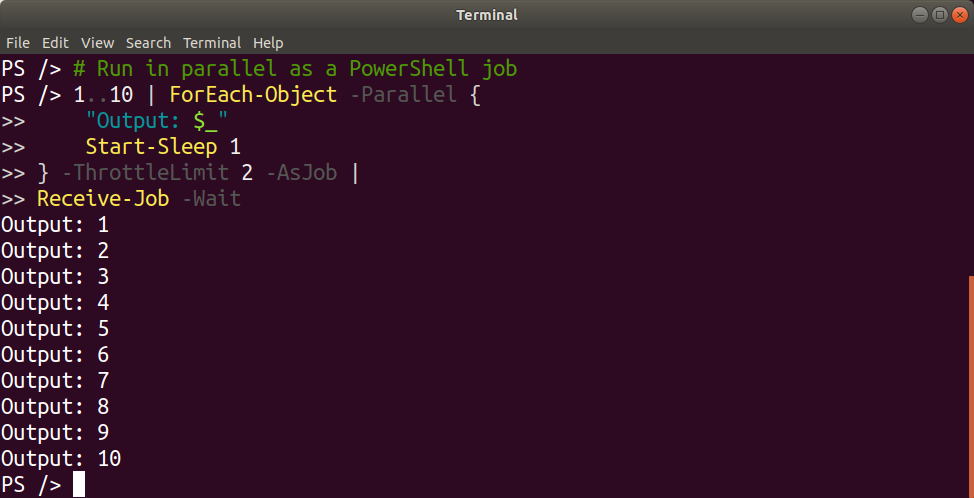 Terminal
File Edit View Search Terminal Help
PS /> # Run in parallel as a PowerShell job
PS /> 1..10 | ForEach-Object -Parallel {
>>     "Output: $_"
>>     Start-Sleep 1
>> } -ThrottleLimit 2 -AsJob |
>> Receive-Job -Wait
Output: 1
Output: 2
Output: 3
Output: 4
Output: 5
Output: 6
Output: 7
Output: 8
Output: 9
Output: 10
PS />